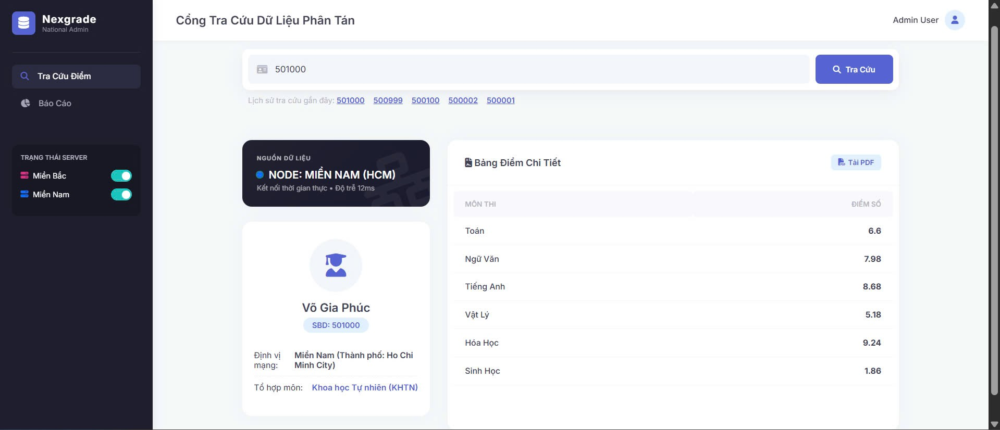 Nexgrade
National Admin
Tra Cứu Điểm
Báo Cáo
TRẠNG THÁI SERVER
Miền Bắc
Miền Nam
Cổng Tra Cứu Dữ Liệu Phân Tán
Admin User
501000
Tra Cứu
Lịch sử tra cứu gần đây: 501000 500999 500100 500002 500001
NGUỒN DỮ LIỆU
NODE: MIỀN NAM (HCM)
Kết nối thời gian thực • Độ trễ 12ms
Võ Gia Phúc
SBD: 501000
Định vị mạng:
Miền Nam (Thành phố: Ho Chi Minh City)
Tổ hợp môn: Khoa học Tự nhiên (KHTN)
Bảng Điểm Chi Tiết
Tải PDF
MÔN THI ĐIỂM SỐ
Toán 6.6
Ngữ Văn 7.98
Tiếng Anh 8.68
Vật Lý 5.18
Hóa Học 9.24
Sinh Học 1.86